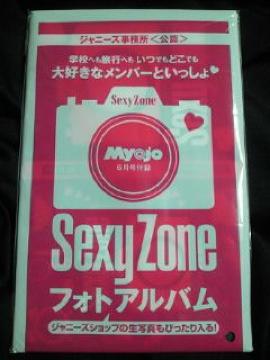 ジャニーズ事務所<公認>
学校へも旅行へも いつでもどこでも
大好きなメンバーといっしょ♥
Sexy Zone
Myojo
6月号付録
Sexy Zone
フォトアルバム
ジャニーズショップの生写真もぴったり入る!